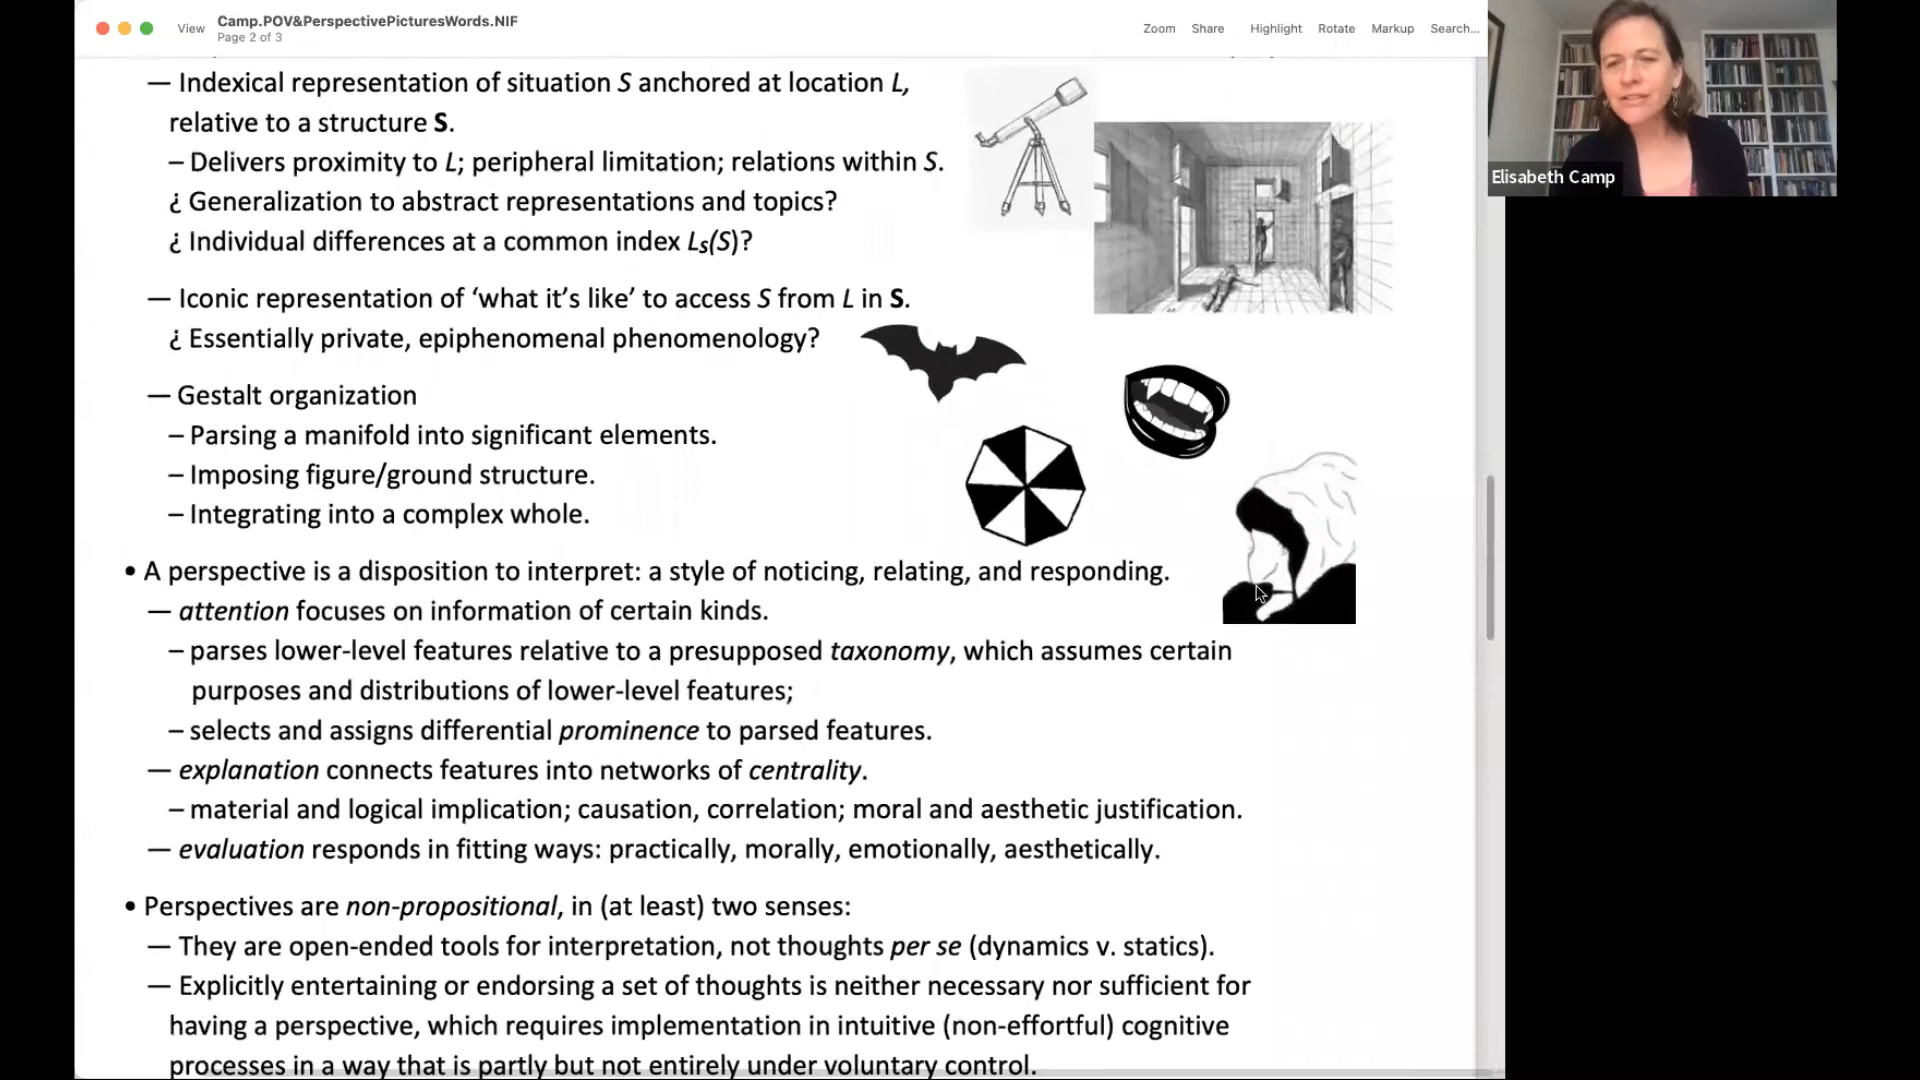 View
Camp.POV&PerspectivePicturesWords.NIF
Page 2 of 3
Zoom
Share
Highlight
Rotate
Markup
Search...
Elisabeth Camp
— Indexical representation of situation S anchored at location L,
relative to a structure S.
– Delivers proximity to L; peripheral limitation; relations within S.
¿ Generalization to abstract representations and topics?
¿ Individual differences at a common index Ls(S)?
— Iconic representation of ‘what it’s like’ to access S from L in S.
¿ Essentially private, epiphenomenal phenomenology?
— Gestalt organization
– Parsing a manifold into significant elements.
– Imposing figure/ground structure.
– Integrating into a complex whole.
• A perspective is a disposition to interpret: a style of noticing, relating, and responding.
— attention focuses on information of certain kinds.
– parses lower-level features relative to a presupposed taxonomy, which assumes certain
purposes and distributions of lower-level features;
– selects and assigns differential prominence to parsed features.
— explanation connects features into networks of centrality.
– material and logical implication; causation, correlation; moral and aesthetic justification.
— evaluation responds in fitting ways: practically, morally, emotionally, aesthetically.
• Perspectives are non-propositional, in (at least) two senses:
— They are open-ended tools for interpretation, not thoughts per se (dynamics v. statics).
— Explicitly entertaining or endorsing a set of thoughts is neither necessary nor sufficient for
having a perspective, which requires implementation in intuitive (non-effortful) cognitive
processes in a way that is partly but not entirely under voluntary control.